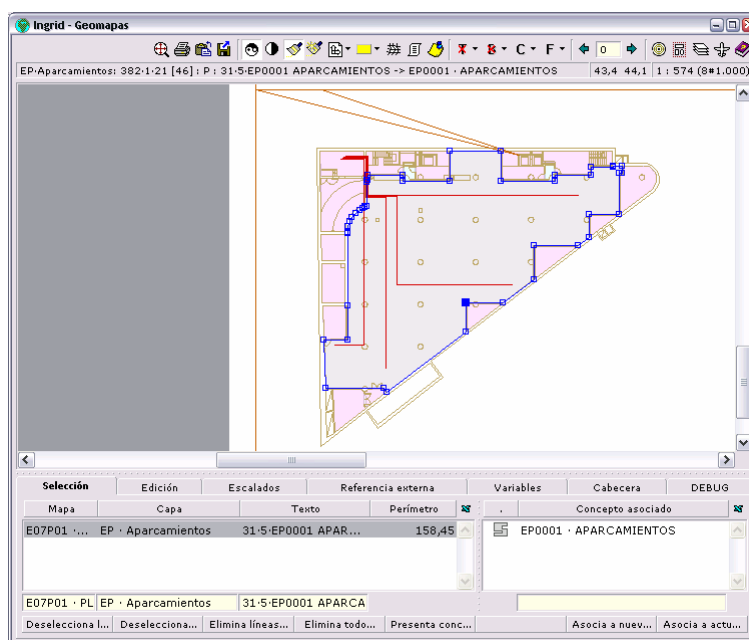 Ingrid - Geomapas
T S C F 0
EP·Aparcamientos: 382·1·21 [46] : P : 31·5·EP0001 APARCAMIENTOS -> EP0001 · APARCAMIENTOS 43,4 44,1 1 : 574 (8#1.000)
Selección Edición Escalados Referencia externa Variables Cabecera DEBUG
Mapa Capa Texto Perímetro . Concepto asociado
E07P01 ·... EP · Aparcamientos 31·5·EP0001 APAR... 158,45 EP0001 · APARCAMIENTOS
E07P01 · PL EP · Aparcamientos 31·5·EP0001 APARCA
Deselecciona l... Deselecciona... Elimina líneas... Elimina todo... Presenta conc... Asocia a nuev... Asocia a actu...